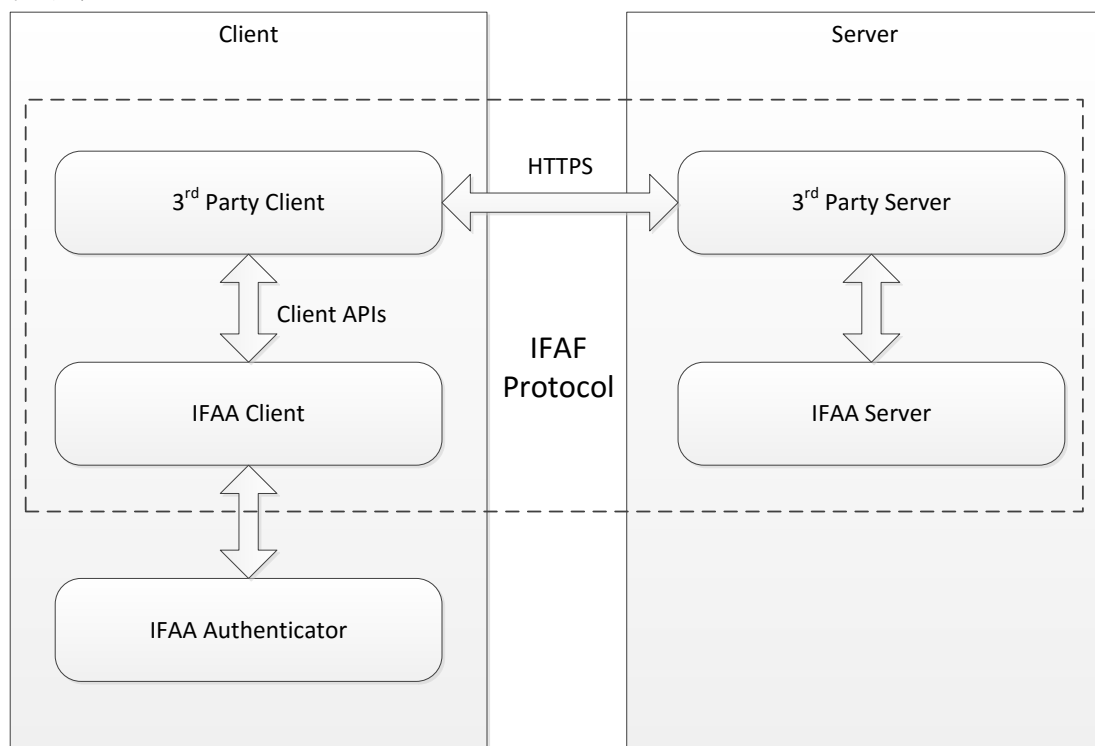 Client
Server
HTTPS
3rd Party Client
3rd Party Server
Client APIs
IFAF
Protocol
IFAA Client
IFAA Server
IFAA Authenticator